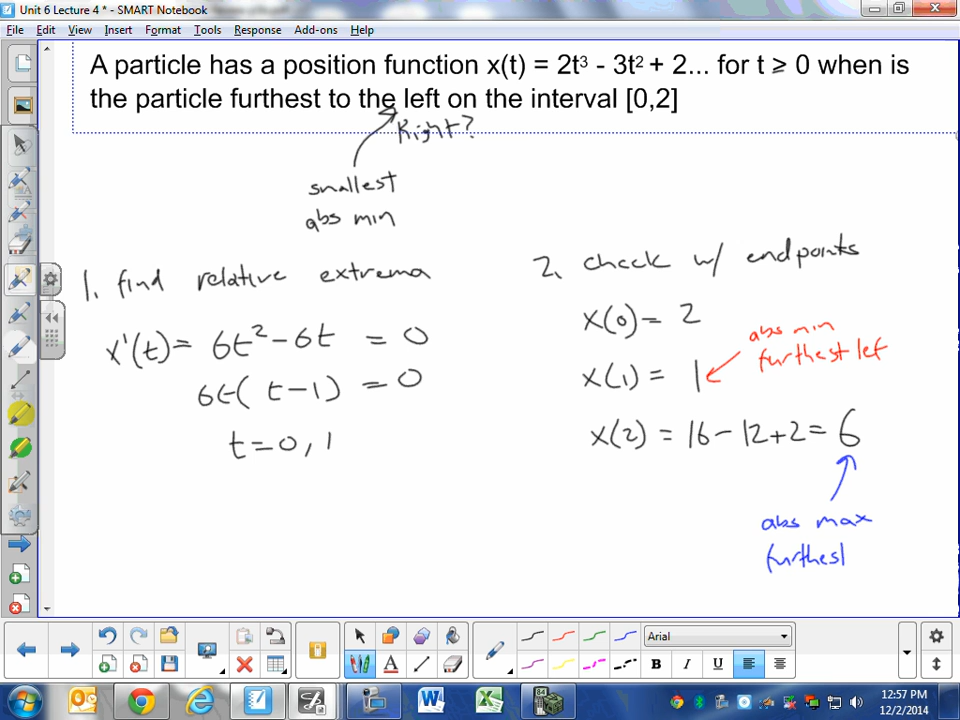 Unit 6 Lecture 4 * - SMART Notebook
File Edit View Insert Format Tools Response Add-ons Help
A particle has a position function x(t) = 2t³ - 3t² + 2... for t ≥ 0 when is
the particle furthest to the left on the interval [0,2]
Right?
smallest
abs min
1. find relative extrema
x'(t) = 6t² - 6t = 0
6t( t - 1) = 0
t = 0, 1
2. check w/ endpoints
x(0) = 2
x(1) = 1
abs min
furthest lef
x(2) = 16 - 12 + 2 = 6
abs max
furthest
Arial
B I U
12:57 PM
12/2/2014